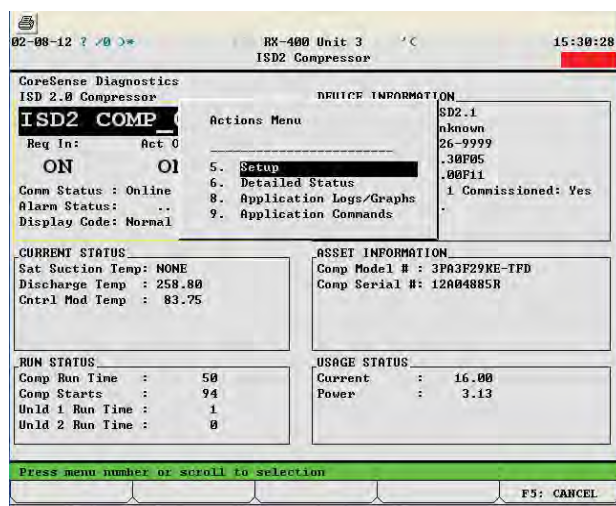 02-08-12 RX-400 Unit 3 15:30:28
ISD2 Compressor
CoreSense Diagnostics
ISD 2.0 Compressor
ISD2 COMP
Req In: Act O
ON
Comm Status : Online
Alarm Status: ..
Display Code: Normal
Actions Menu
5. Setup
6. Detailed Status
8. Application Logs/Graphs
9. Application Commands
DEVICE INFORMATION
SD2.1
nknown
26-9999
.30F05
.00F11
1 Commissioned: Yes
.
CURRENT STATUS
Sat Suction Temp: NONE
Discharge Temp : 258.80
Cntrl Mod Temp : 83.75
ASSET INFORMATION
Comp Model # : 3PA3F29KE-TFD
Comp Serial #: 12A04885R
RUN STATUS
Comp Run Time : 50
Comp Starts : 94
Unld 1 Run Time : 1
Unld 2 Run Time : 0
USAGE STATUS
Current : 16.00
Power : 3.13
Press menu number or scroll to selection
F5: CANCEL